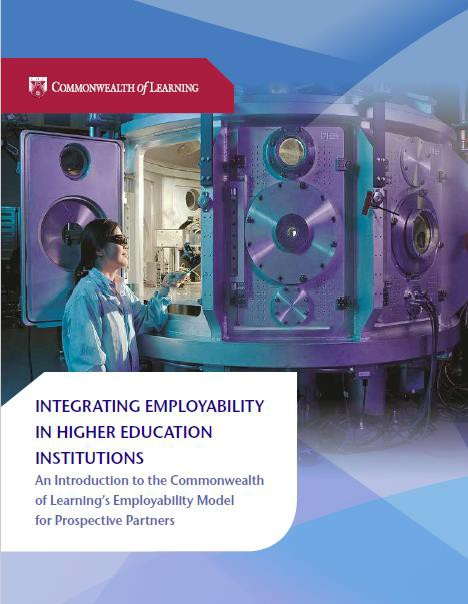 COMMONWEALTH of LEARNING
INTEGRATING EMPLOYABILITY
IN HIGHER EDUCATION
INSTITUTIONS
An Introduction to the Commonwealth
of Learning’s Employability Model
for Prospective Partners